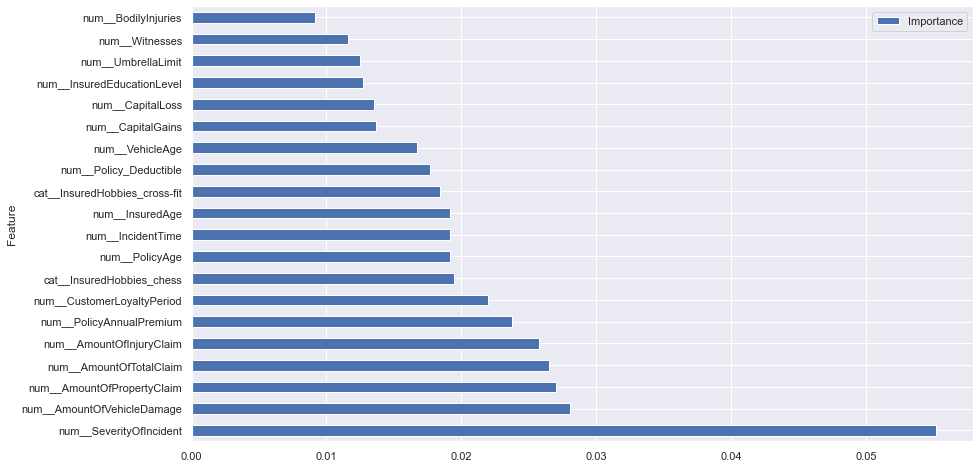 Importance
Feature
num__BodilyInjuries
num__Witnesses
num__UmbrellaLimit
num__InsuredEducationLevel
num__CapitalLoss
num__CapitalGains
num__VehicleAge
num__Policy_Deductible
cat__InsuredHobbies_cross-fit
num__InsuredAge
num__IncidentTime
num__PolicyAge
cat__InsuredHobbies_chess
num__CustomerLoyaltyPeriod
num__PolicyAnnualPremium
num__AmountOfInjuryClaim
num__AmountOfTotalClaim
num__AmountOfPropertyClaim
num__AmountOfVehicleDamage
num__SeverityOfIncident
0.00 0.01 0.02 0.03 0.04 0.05